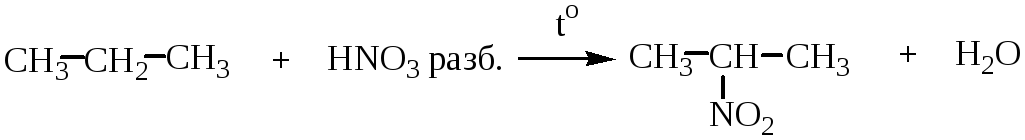 t°
CH₃–CH₂–CH₃ + HNO₃ разб. ⟶ CH₃–CH–CH₃ + H₂O
NO₂